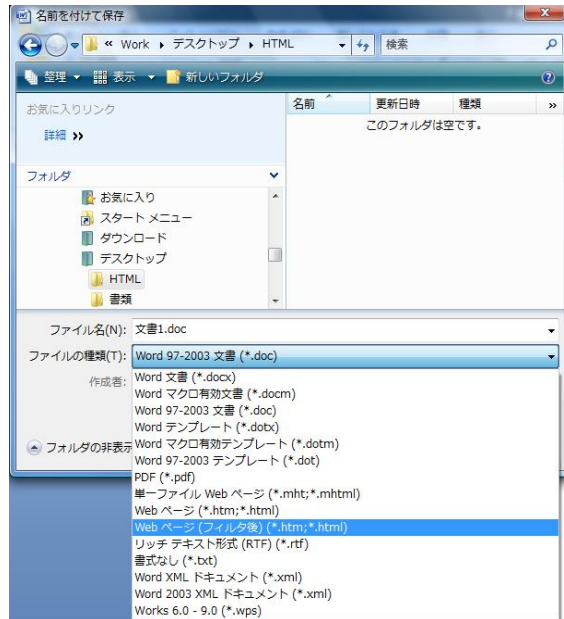 名前を付けて保存
« Work ▸ デスクトップ ▸ HTML
検索
整理 表示 新しいフォルダ
お気に入りリンク
詳細 »
名前 更新日時 種類 »
このフォルダは空です。
フォルダ
お気に入り
スタート メニュー
ダウンロード
デスクトップ
HTML
書類
ファイル名(N): 文書1.doc
ファイルの種類(T): Word 97-2003 文書 (*.doc)
作成者:
フォルダの非表示
Word 文書 (*.docx)
Word マクロ有効文書 (*.docm)
Word 97-2003 文書 (*.doc)
Word テンプレート (*.dotx)
Word マクロ有効テンプレート (*.dotm)
Word 97-2003 テンプレート (*.dot)
PDF (*.pdf)
単一ファイル Web ページ (*.mht;*.mhtml)
Web ページ (*.htm;*.html)
Web ページ (フィルタ後) (*.htm;*.html)
リッチ テキスト形式 (RTF) (*.rtf)
書式なし (*.txt)
Word XML ドキュメント (*.xml)
Word 2003 XML ドキュメント (*.xml)
Works 6.0 - 9.0 (*.wps)